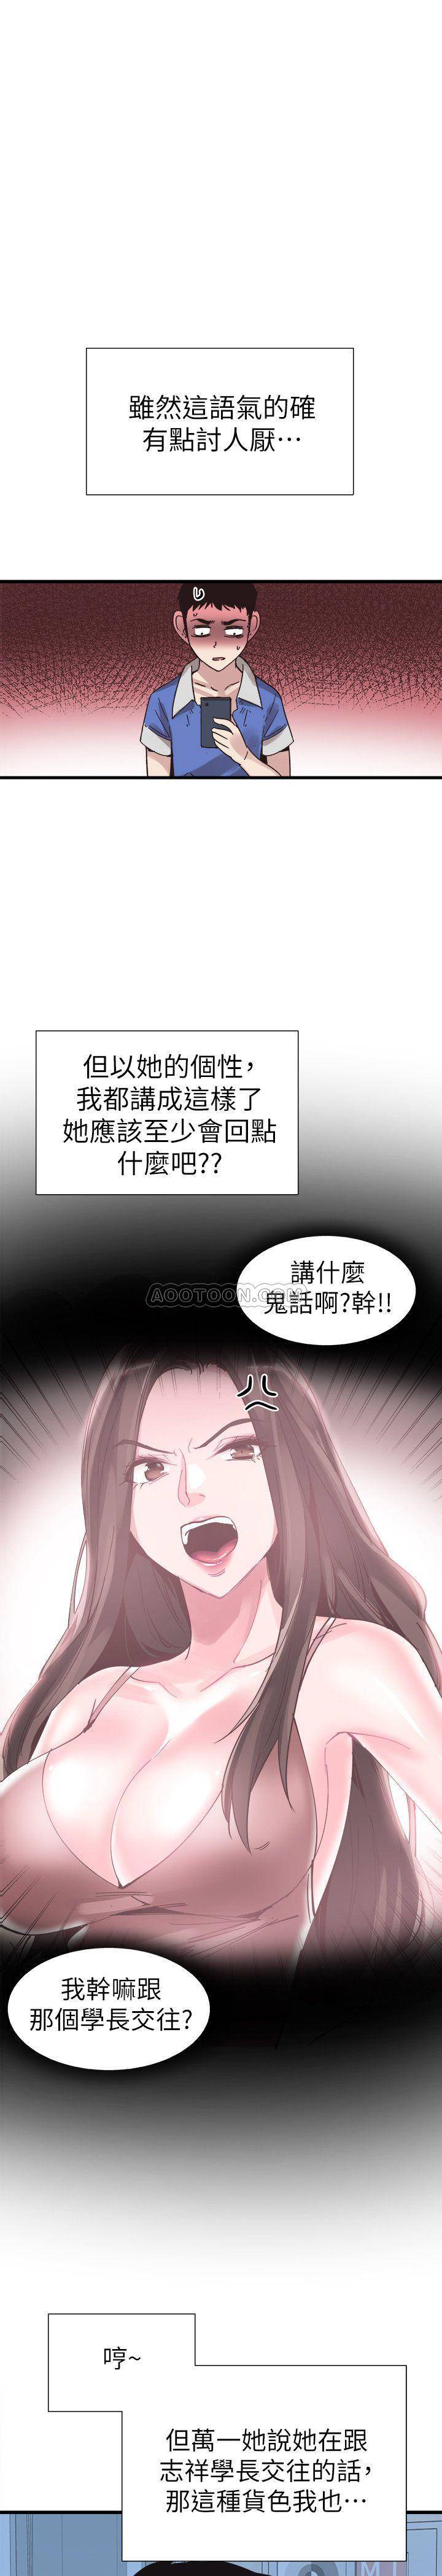 雖然這語氣的確
有點討人厭…
但以她的個性，
我都講成這樣了
她應該至少會回點
什麼吧??
講什麼
鬼話啊?幹!!
AOOTOON.COM
我幹嘛跟
那個學長交往?
哼~
但萬一她說她在跟
志祥學長交往的話，
那這種貨色我也…